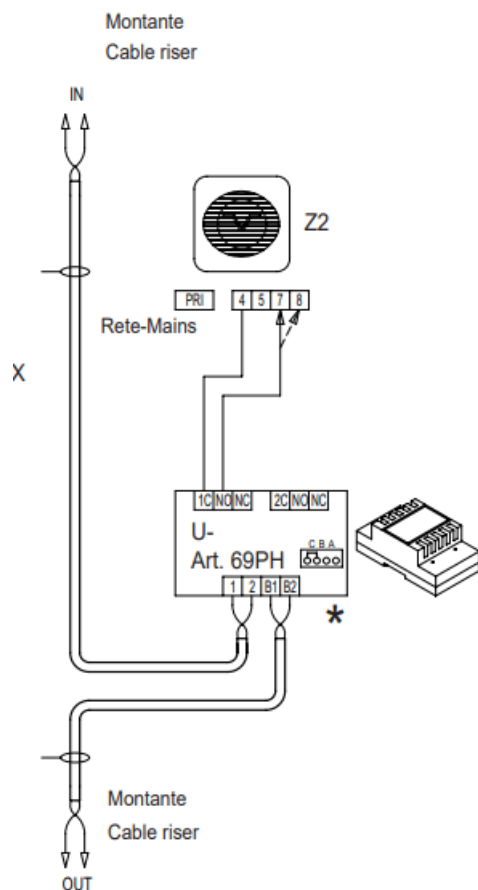 Montante
Cable riser
IN
Z2
PRI 4 5 7 8
Rete-Mains
X
1C NO NC 2C NO NC
U-
Art. 69PH
C B A
1 2 B1 B2
*
Montante
Cable riser
OUT